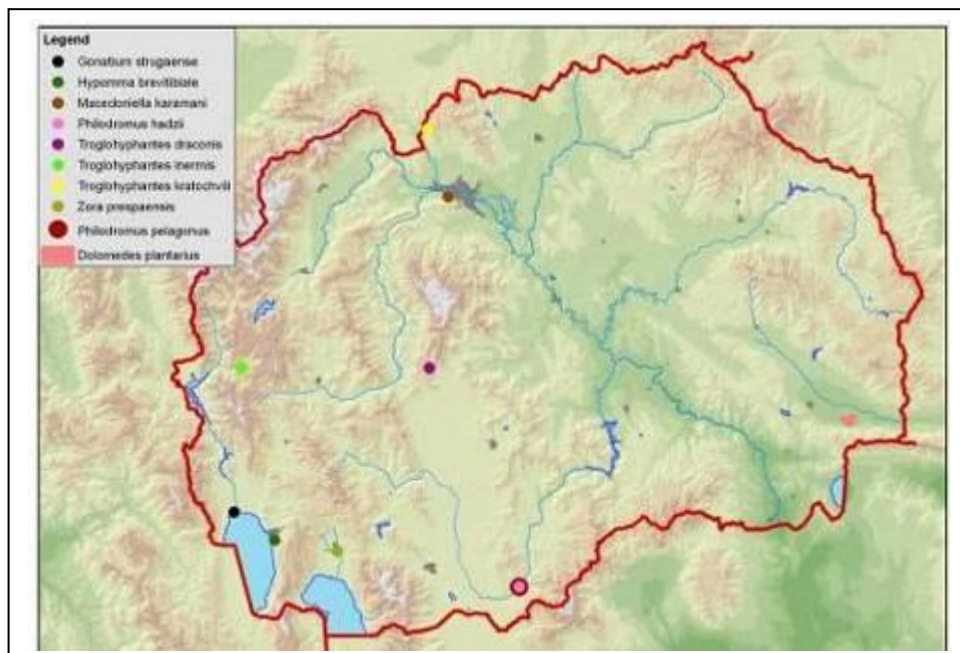 Legend
Gonatium strugaense
Hypomma brevitibiale
Macedoniella karamani
Philodromus hadzii
Troglohyphantes draconis
Troglohyphantes inermis
Troglohyphantes kratochvili
Zora prespaensis
Philodromus pelagonus
Dolomedes plantarius